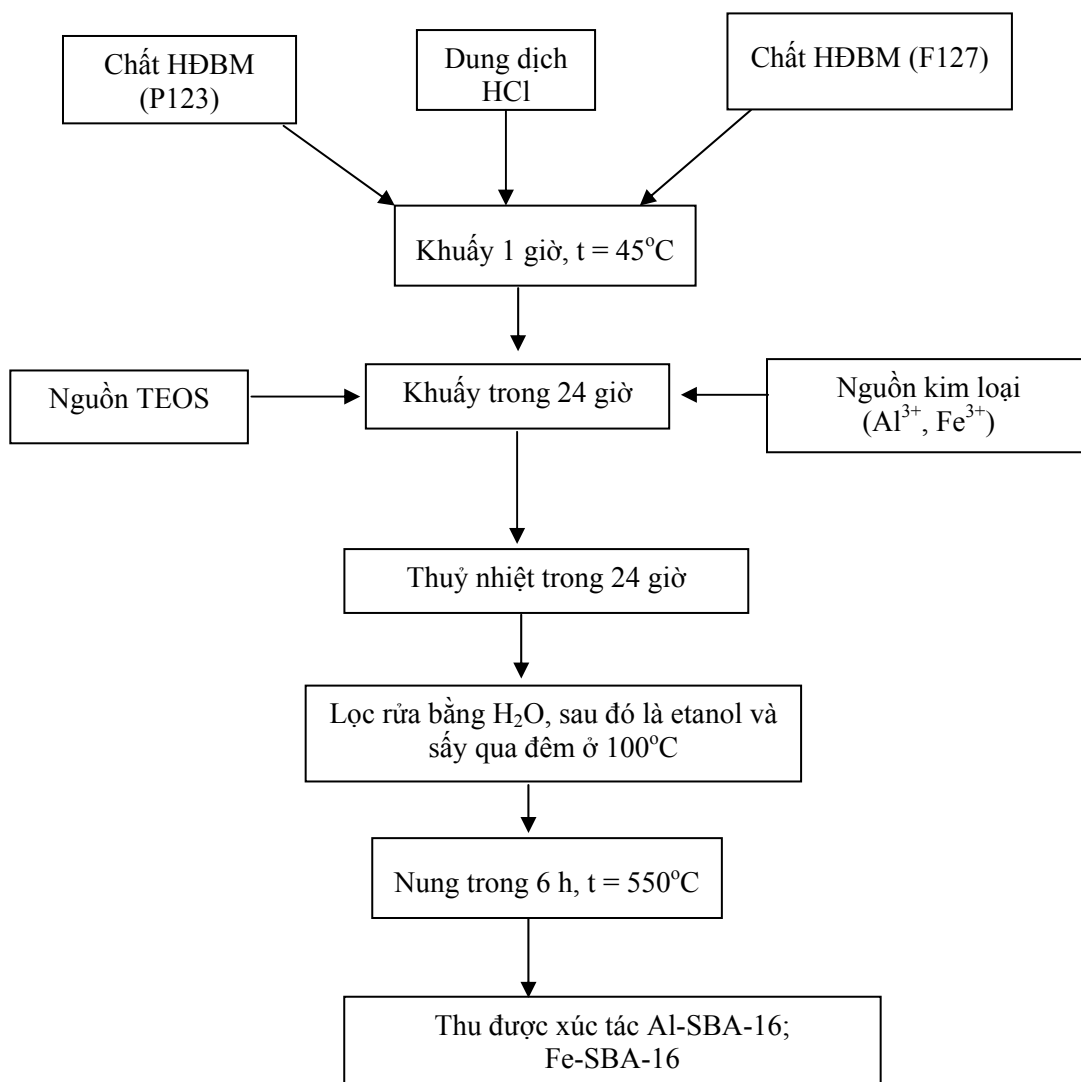 Chất HĐBM
(P123)
Dung dịch
HCl
Chất HĐBM (F127)
Khuấy 1 giờ, t = 45°C
Nguồn TEOS
Khuấy trong 24 giờ
Nguồn kim loại
(Al³⁺, Fe³⁺)
Thuỷ nhiệt trong 24 giờ
Lọc rửa bằng H₂O, sau đó là etanol và
sấy qua đêm ở 100°C
Nung trong 6 h, t = 550°C
Thu được xúc tác Al-SBA-16;
Fe-SBA-16